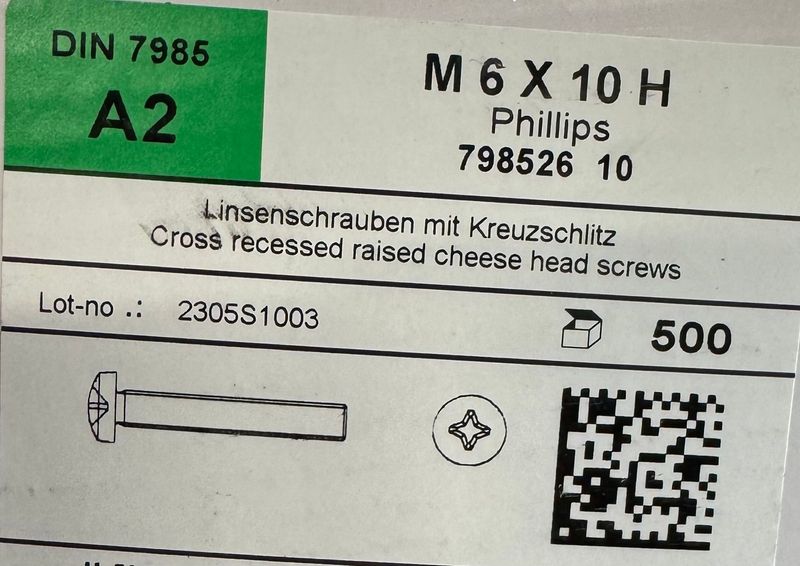 DIN 7985
A2
M 6 X 10 H
Phillips
798526 10
Linsenschrauben mit Kreuzschlitz
Cross recessed raised cheese head screws
Lot-no .: 2305S1003
500